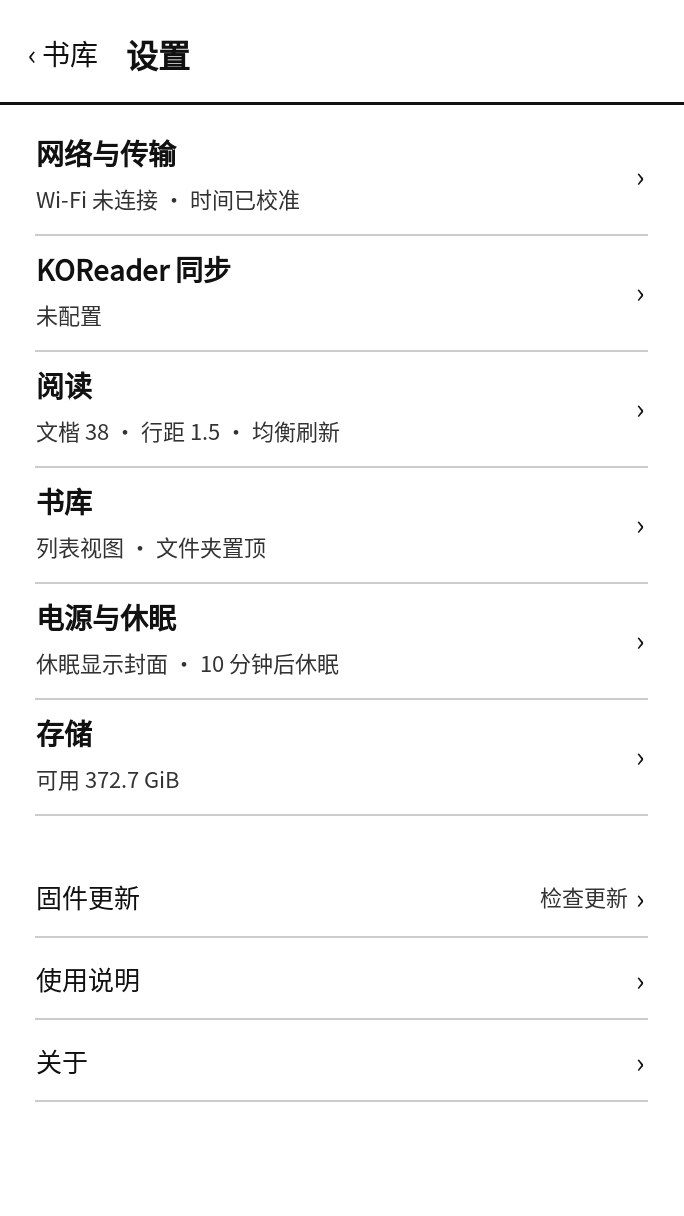 ‹ 书库 设置
网络与传输
Wi-Fi 未连接 · 时间已校准 ›
KOReader 同步
未配置 ›
阅读
文楷 38 · 行距 1.5 · 均衡刷新 ›
书库
列表视图 · 文件夹置顶 ›
电源与休眠
休眠显示封面 · 10 分钟后休眠 ›
存储
可用 372.7 GiB ›
固件更新 检查更新 ›
使用说明 ›
关于 ›